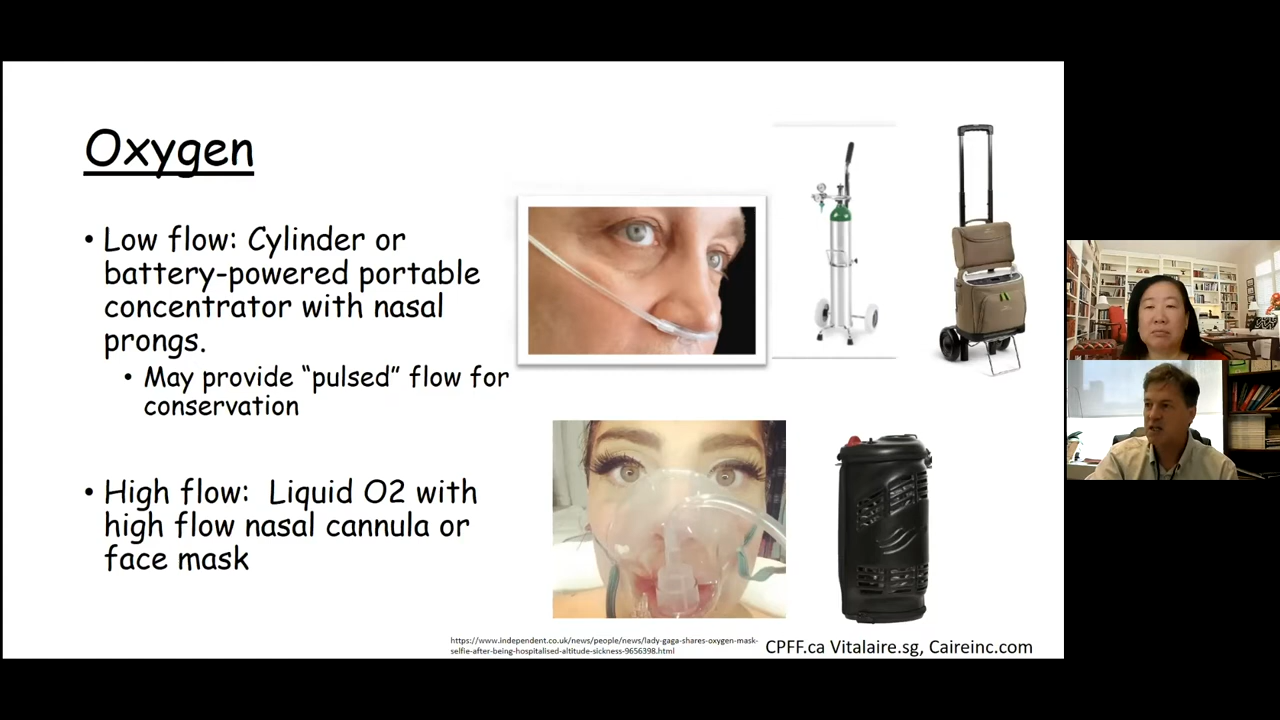 Oxygen
• Low flow: Cylinder or
battery-powered portable
concentrator with nasal
prongs.
• May provide “pulsed” flow for
conservation
• High flow: Liquid O2 with
high flow nasal cannula or
face mask
https://www.independent.co.uk/news/people/news/lady-gaga-shares-oxygen-mask-
selfie-after-being-hospitalised-altitude-sickness-9656398.html
CPFF.ca Vitalaire.sg, Caireinc.com